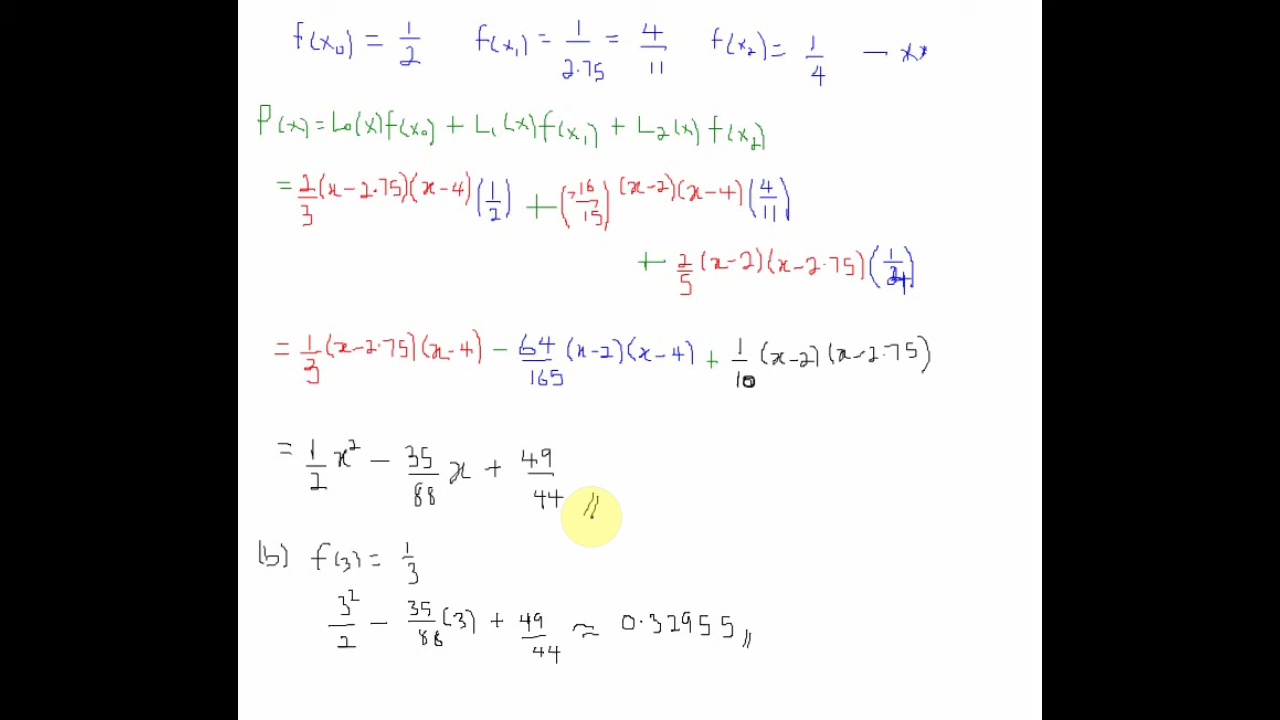 f(x₀) = 1/2 f(x₁) = 1/2.75 = 4/11 f(x₂) = 1/4 — **
P(x) = L₀(x)f(x₀) + L₁(x)f(x₁) + L₂(x)f(x₂)
= 2/3 (x-2.75)(x-4)(1/2) + (-16/15)(x-2)(x-4)(4/11)
+ 2/5 (x-2)(x-2.75)(1/4)
= 1/3 (x-2.75)(x-4) - 64/165 (x-2)(x-4) + 1/10 (x-2)(x-2.75)
= 1/2 x² - 35/88 x + 49/44 //
(b) f(3) = 1/3
3²/2 - 35/88 (3) + 49/44 ≈ 0.32955 //